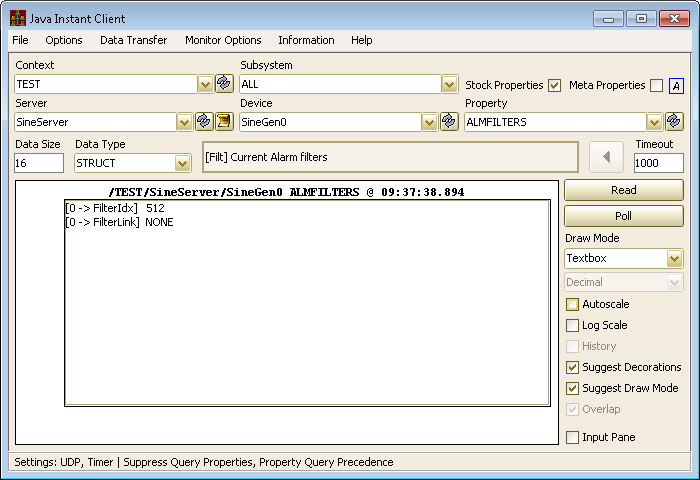 Java Instant Client
File Options Data Transfer Monitor Options Information Help
Context Subsystem
TEST ALL Stock Properties Meta Properties A
Server Device Property
SineServer SineGen0 ALMFILTERS
Data Size Data Type Timeout
16 STRUCT [Filt] Current Alarm filters 1000
/TEST/SineServer/SineGen0 ALMFILTERS @ 09:37:38.894
[0 -> FilterIdx] 512
[0 -> FilterLink] NONE
Read
Poll
Draw Mode
Textbox
Decimal
Autoscale
Log Scale
History
Suggest Decorations
Suggest Draw Mode
Overlap
Input Pane
Settings: UDP, Timer | Suppress Query Properties, Property Query Precedence